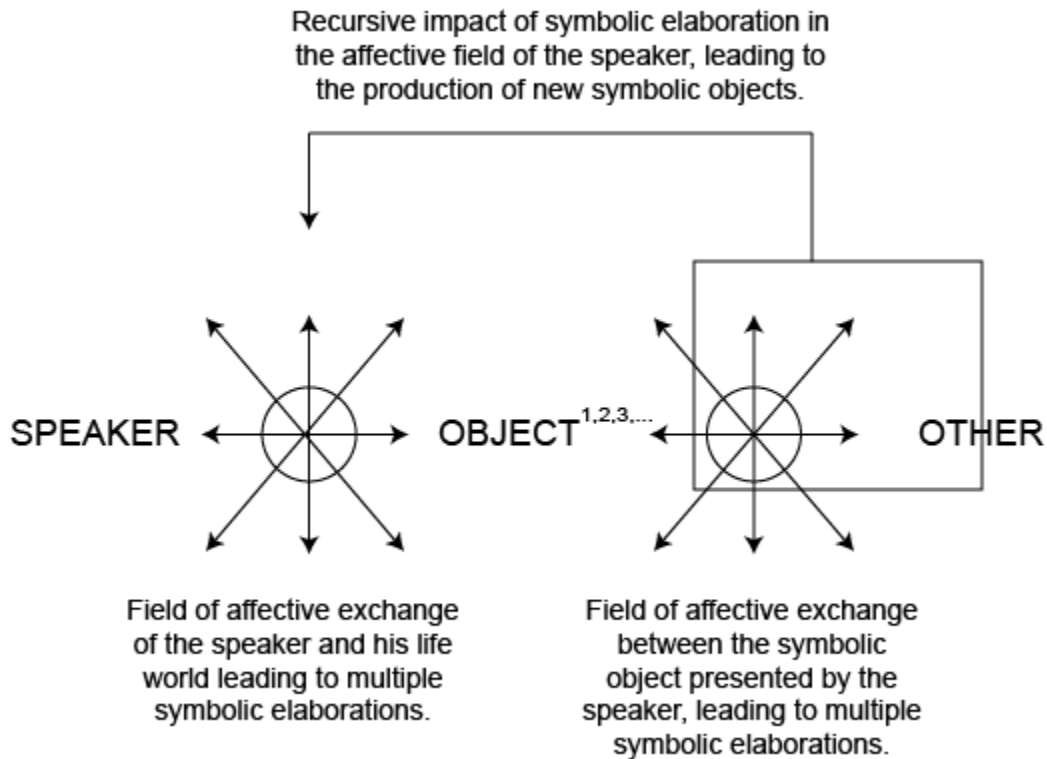 Recursive impact of symbolic elaboration in
the affective field of the speaker, leading to
the production of new symbolic objects.
SPEAKER
OBJECT1,2,3,...
OTHER
Field of affective exchange
of the speaker and his life
world leading to multiple
symbolic elaborations.
Field of affective exchange
between the symbolic
object presented by the
speaker, leading to multiple
symbolic elaborations.